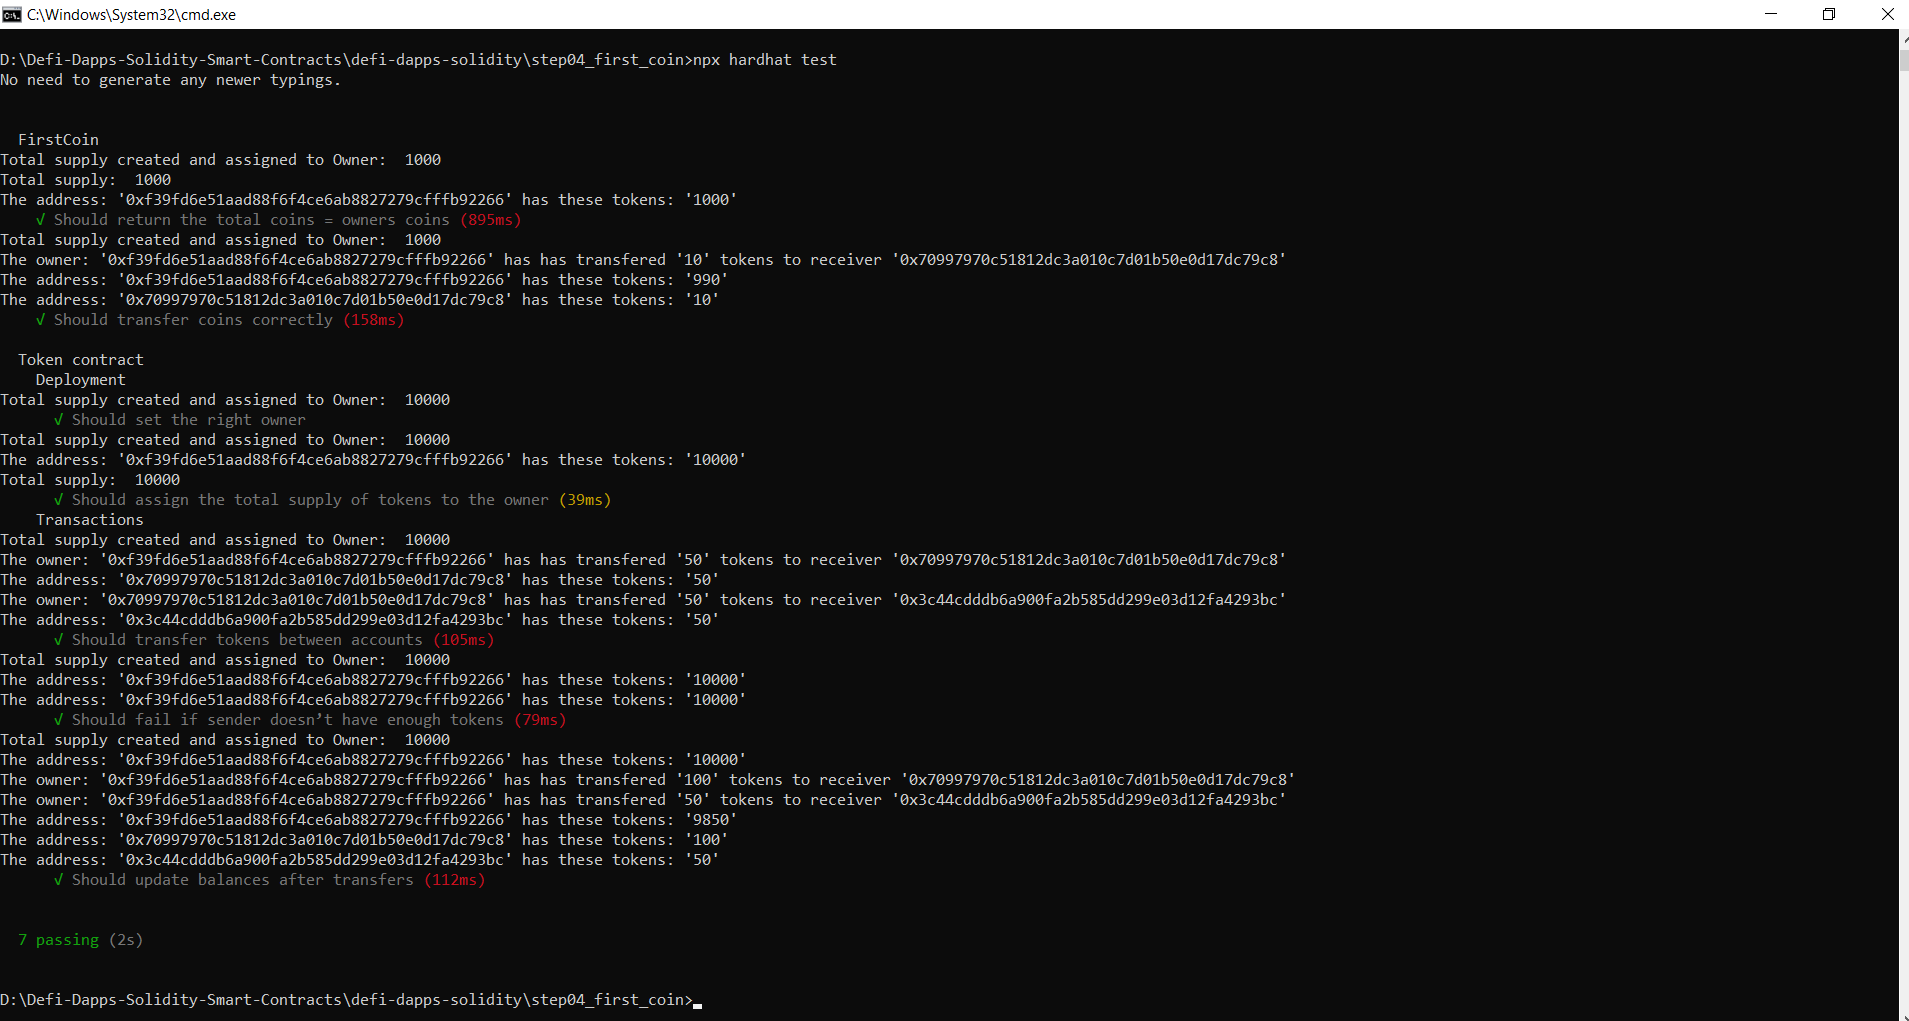 C:\Windows\System32\cmd.exe
D:\Defi-Dapps-Solidity-Smart-Contracts\defi-dapps-solidity\step04_first_coin>npx hardhat test
No need to generate any newer typings.
FirstCoin
Total supply created and assigned to Owner:  1000
Total supply:  1000
The address: '0xf39fd6e51aad88f6f4ce6ab8827279cfffb92266' has these tokens: '1000'
√ Should return the total coins = owners coins (895ms)
Total supply created and assigned to Owner:  1000
The owner: '0xf39fd6e51aad88f6f4ce6ab8827279cfffb92266' has has transfered '10' tokens to receiver '0x70997970c51812dc3a010c7d01b50e0d17dc79c8'
The address: '0xf39fd6e51aad88f6f4ce6ab8827279cfffb92266' has these tokens: '990'
The address: '0x70997970c51812dc3a010c7d01b50e0d17dc79c8' has these tokens: '10'
√ Should transfer coins correctly (158ms)
Token contract
Deployment
Total supply created and assigned to Owner:  10000
√ Should set the right owner
Total supply created and assigned to Owner:  10000
The address: '0xf39fd6e51aad88f6f4ce6ab8827279cfffb92266' has these tokens: '10000'
Total supply:  10000
√ Should assign the total supply of tokens to the owner (39ms)
Transactions
Total supply created and assigned to Owner:  10000
The owner: '0xf39fd6e51aad88f6f4ce6ab8827279cfffb92266' has has transfered '50' tokens to receiver '0x70997970c51812dc3a010c7d01b50e0d17dc79c8'
The address: '0x70997970c51812dc3a010c7d01b50e0d17dc79c8' has these tokens: '50'
The owner: '0x70997970c51812dc3a010c7d01b50e0d17dc79c8' has has transfered '50' tokens to receiver '0x3c44cdddb6a900fa2b585dd299e03d12fa4293bc'
The address: '0x3c44cdddb6a900fa2b585dd299e03d12fa4293bc' has these tokens: '50'
√ Should transfer tokens between accounts (105ms)
Total supply created and assigned to Owner:  10000
The address: '0xf39fd6e51aad88f6f4ce6ab8827279cfffb92266' has these tokens: '10000'
The address: '0xf39fd6e51aad88f6f4ce6ab8827279cfffb92266' has these tokens: '10000'
√ Should fail if sender doesn’t have enough tokens (79ms)
Total supply created and assigned to Owner:  10000
The address: '0xf39fd6e51aad88f6f4ce6ab8827279cfffb92266' has these tokens: '10000'
The owner: '0xf39fd6e51aad88f6f4ce6ab8827279cfffb92266' has has transfered '100' tokens to receiver '0x70997970c51812dc3a010c7d01b50e0d17dc79c8'
The owner: '0xf39fd6e51aad88f6f4ce6ab8827279cfffb92266' has has transfered '50' tokens to receiver '0x3c44cdddb6a900fa2b585dd299e03d12fa4293bc'
The address: '0xf39fd6e51aad88f6f4ce6ab8827279cfffb92266' has these tokens: '9850'
The address: '0x70997970c51812dc3a010c7d01b50e0d17dc79c8' has these tokens: '100'
The address: '0x3c44cdddb6a900fa2b585dd299e03d12fa4293bc' has these tokens: '50'
√ Should update balances after transfers (112ms)
7 passing (2s)
D:\Defi-Dapps-Solidity-Smart-Contracts\defi-dapps-solidity\step04_first_coin>